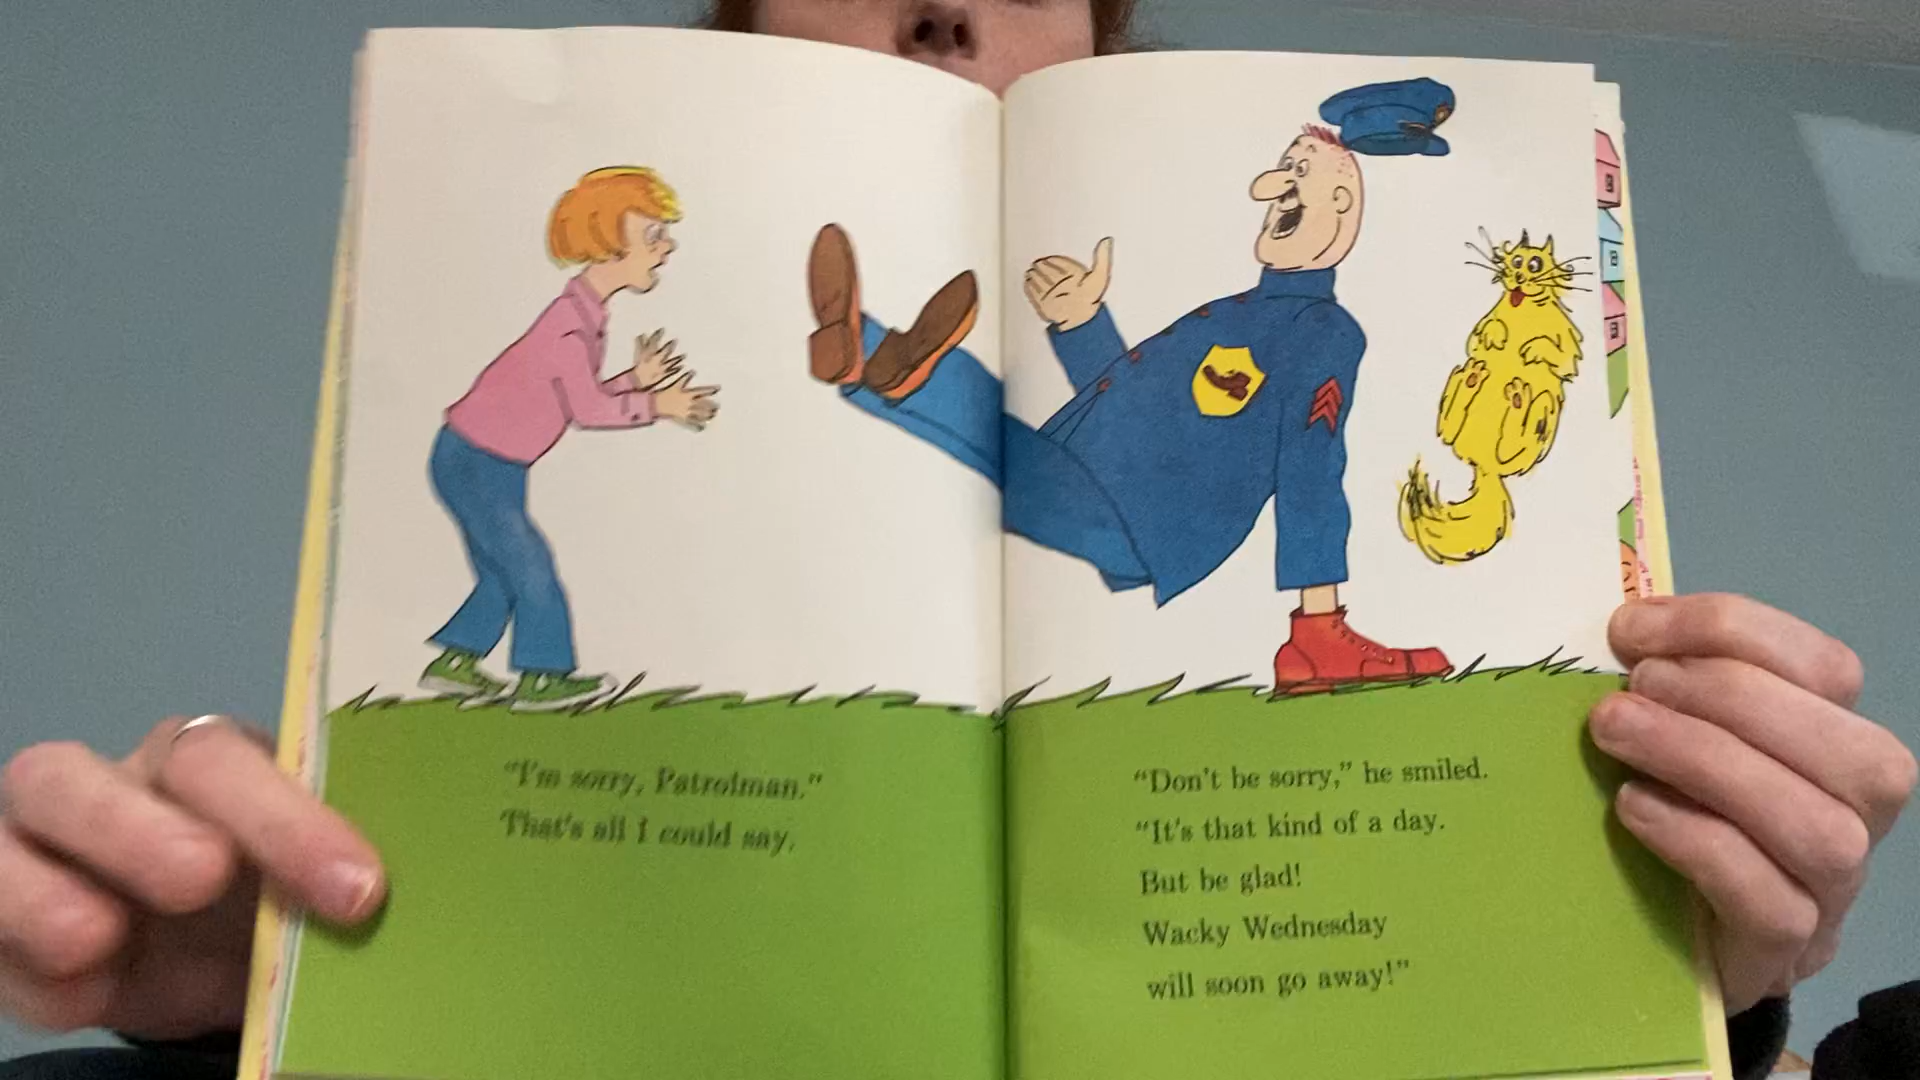 “I'm sorry, Patrolman.”
That's all I could say.
“Don't be sorry,” he smiled.
“It's that kind of a day.
But be glad!
Wacky Wednesday
will soon go away!”